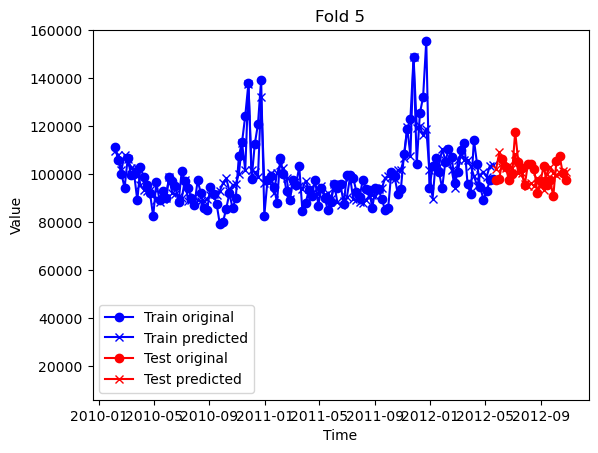 Fold 5
160000
140000
120000
100000
80000
60000
40000
20000
Value
Train original
Train predicted
Test original
Test predicted
2010-01
2010-05
2010-09
2011-01
2011-05
2011-09
2012-01
2012-05
2012-09
Time